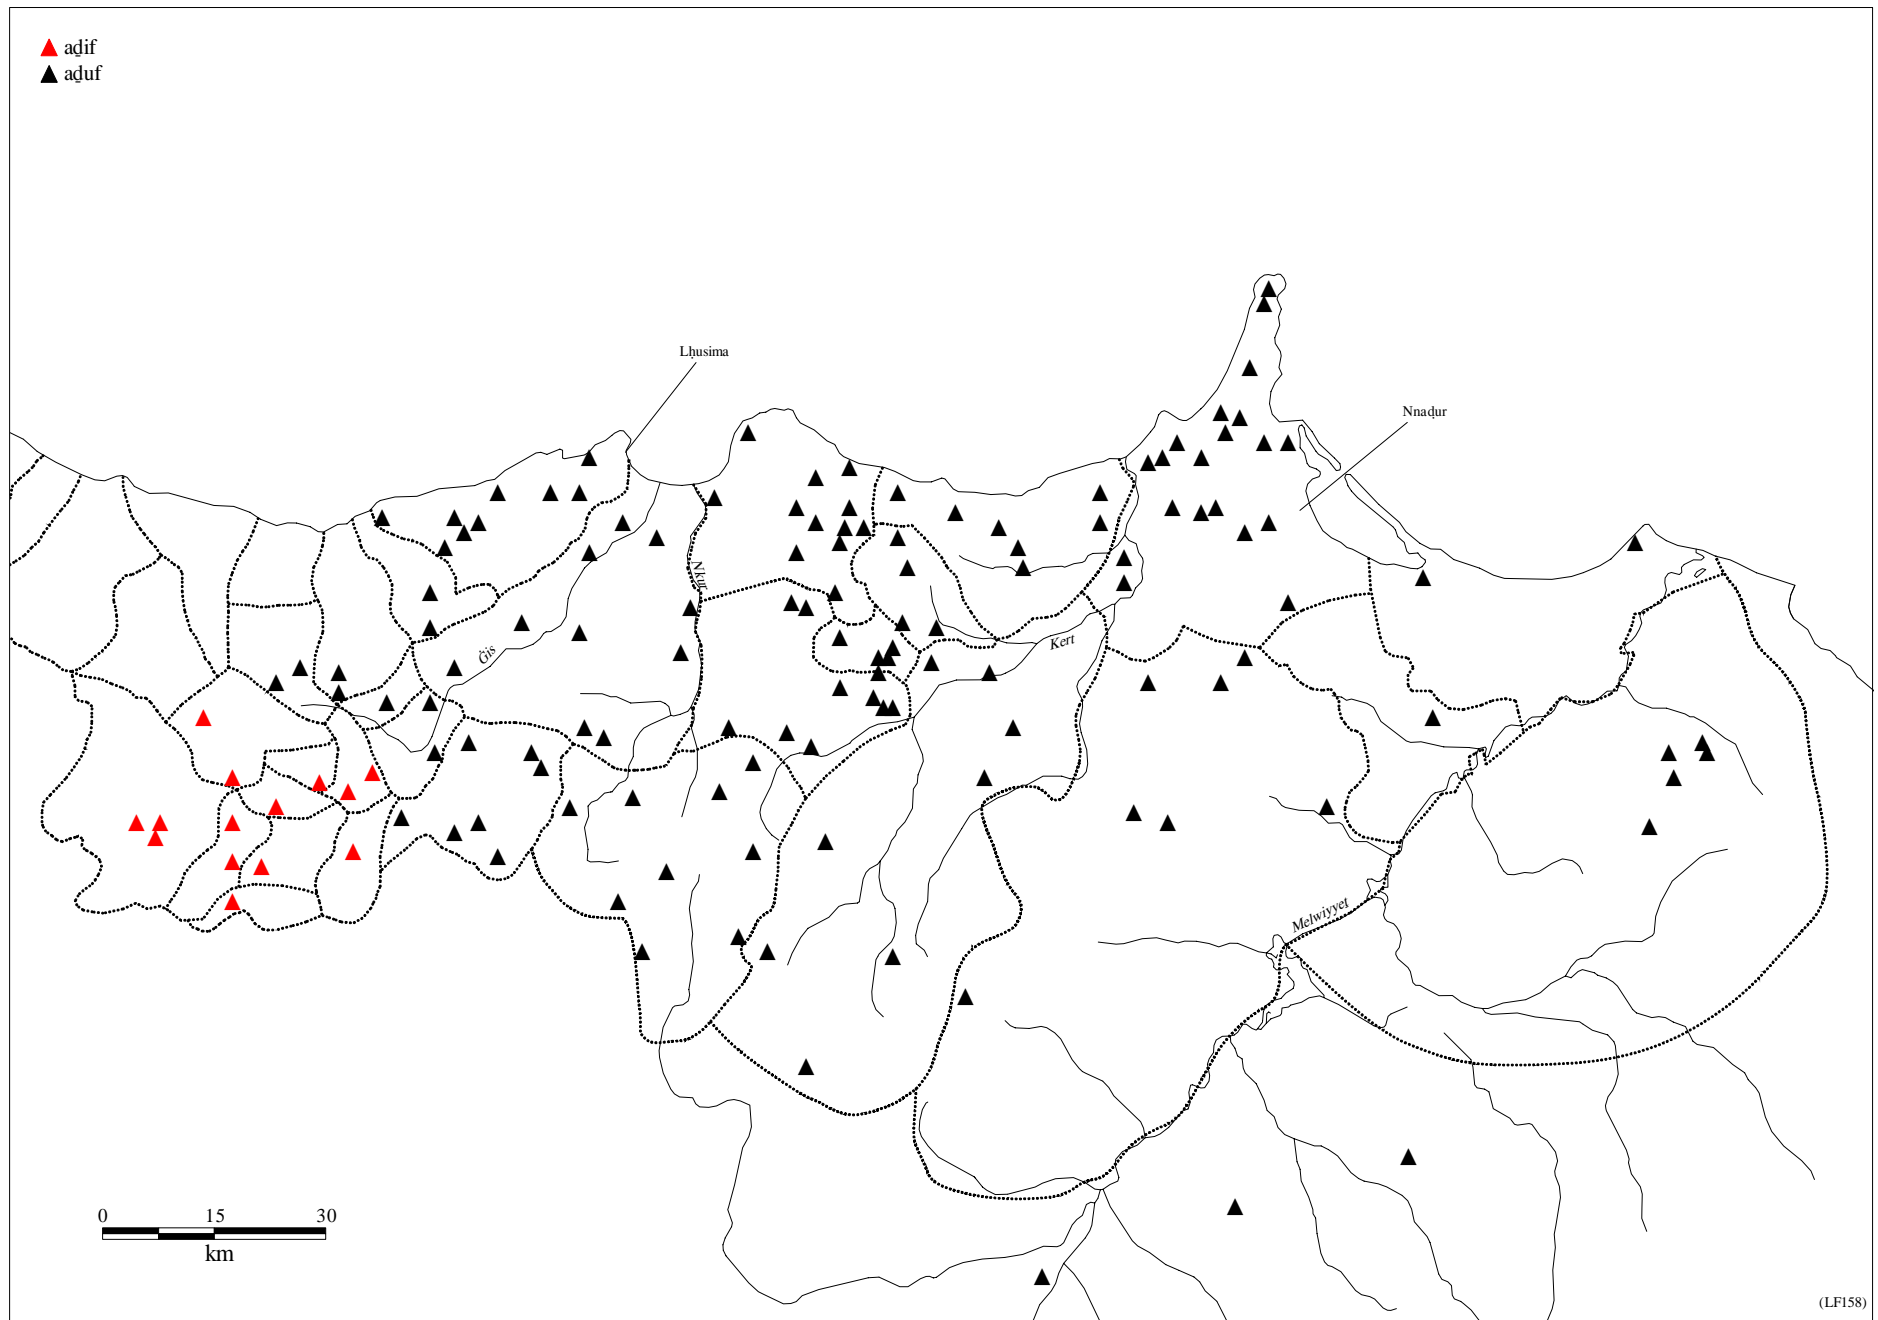 aḏif
aḏuf
Lḥusima
Nnaḍur
Nkur
Kert
Ġis
Melwiyyet
0 15 30
km
(LF158)